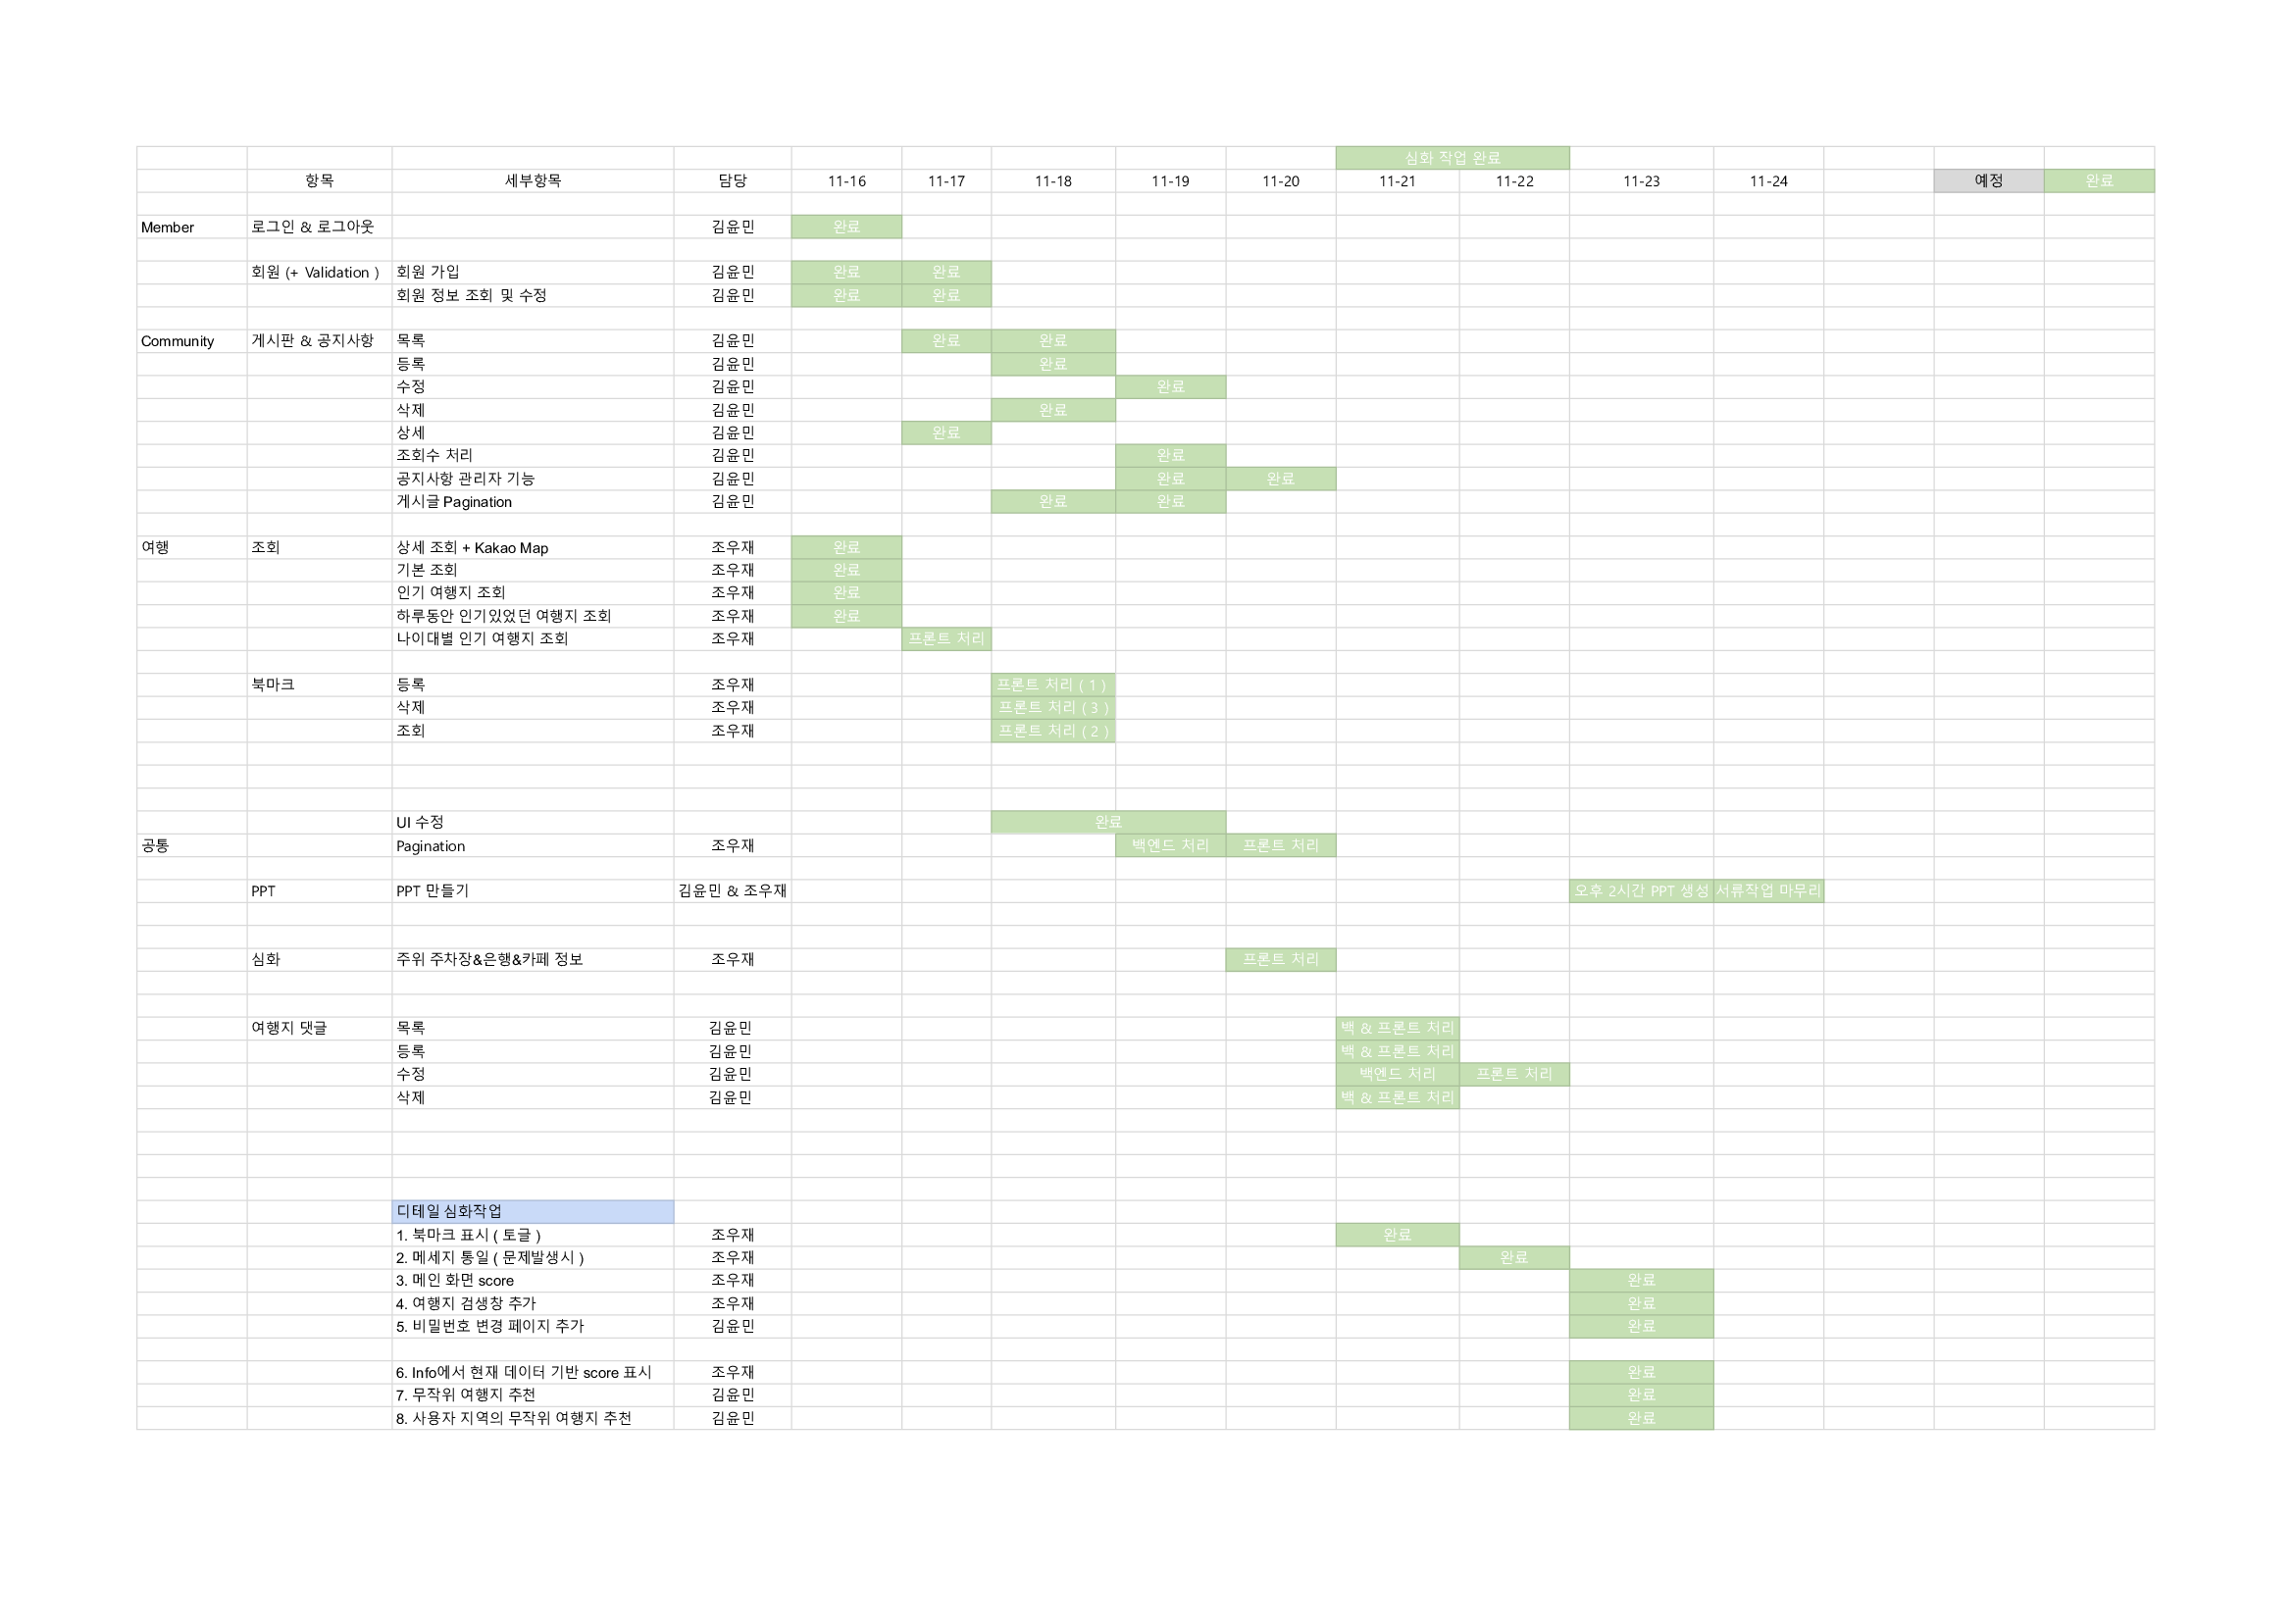 심화 작업 완료
항목 세부항목 담당 11-16 11-17 11-18 11-19 11-20 11-21 11-22 11-23 11-24 예정 완료
Member 로그인 & 로그아웃 김윤민 완료
회원 (+ Validation ) 회원 가입 김윤민 완료 완료
회원 정보 조회 및 수정 김윤민 완료 완료
Community 게시판 & 공지사항 목록 김윤민 완료 완료
등록 김윤민 완료
수정 김윤민 완료
삭제 김윤민 완료
상세 김윤민 완료
조회수 처리 김윤민 완료
공지사항 관리자 기능 김윤민 완료 완료
게시글 Pagination 김윤민 완료 완료
여행 조회 상세 조회 + Kakao Map 조우재 완료
기본 조회 조우재 완료
인기 여행지 조회 조우재 완료
하루동안 인기있었던 여행지 조회 조우재 완료
나이대별 인기 여행지 조회 조우재 프론트 처리
북마크 등록 조우재 프론트 처리 ( 1 )
삭제 조우재 프론트 처리 ( 3 )
조회 조우재 프론트 처리 ( 2 )
UI 수정 완료
공통 Pagination 조우재 백엔드 처리 프론트 처리
PPT PPT 만들기 김윤민 & 조우재 오후 2시간 PPT 생성 서류작업 마무리
심화 주위 주차장&은행&카페 정보 조우재 프론트 처리
여행지 댓글 목록 김윤민 백 & 프론트 처리
등록 김윤민 백 & 프론트 처리
수정 김윤민 백엔드 처리 프론트 처리
삭제 김윤민 백 & 프론트 처리
디테일 심화작업
1. 북마크 표시 ( 토글 ) 조우재 완료
2. 메세지 통일 ( 문제발생시 ) 조우재 완료
3. 메인 화면 score 조우재 완료
4. 여행지 검생창 추가 조우재 완료
5. 비밀번호 변경 페이지 추가 김윤민 완료
6. Info에서 현재 데이터 기반 score 표시 조우재 완료
7. 무작위 여행지 추천 김윤민 완료
8. 사용자 지역의 무작위 여행지 추천 김윤민 완료